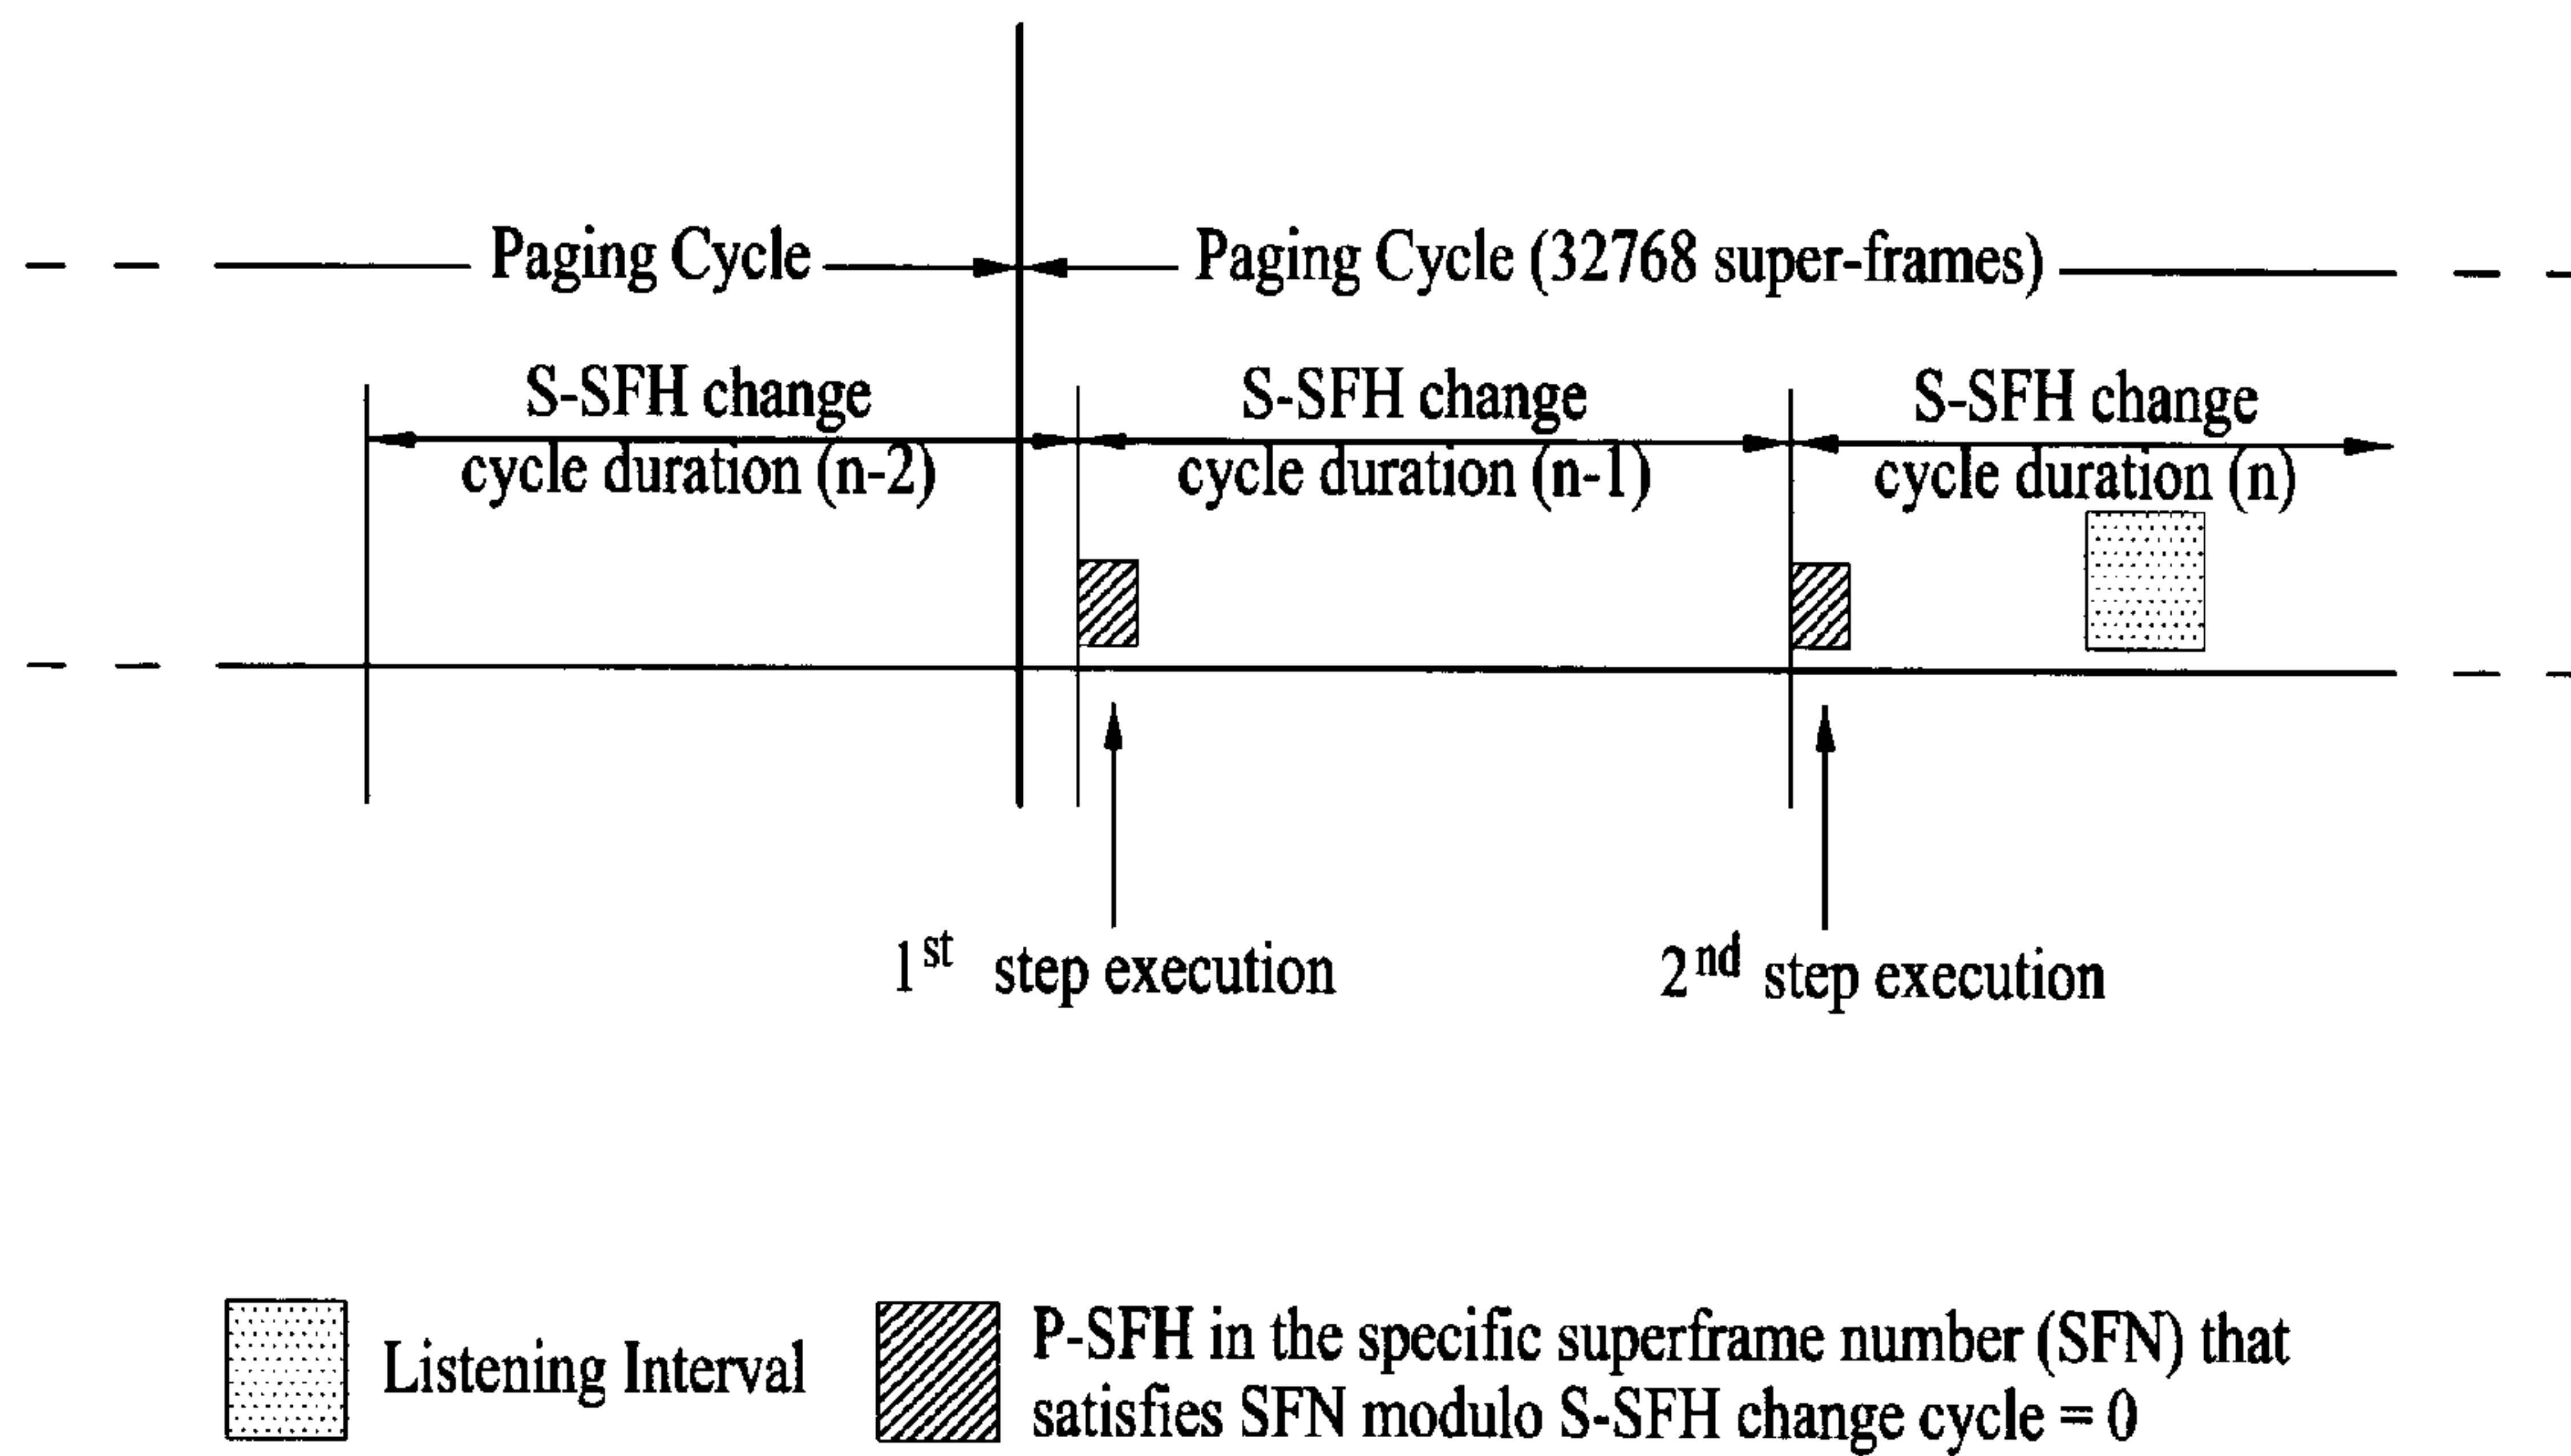 Paging Cycle
Paging Cycle (32768 super-frames)
S-SFH change
cycle duration (n-2)
S-SFH change
cycle duration (n-1)
S-SFH change
cycle duration (n)
1st step execution
2nd step execution
Listening Interval
P-SFH in the specific superframe number (SFN) that
satisfies SFN modulo S-SFH change cycle = 0